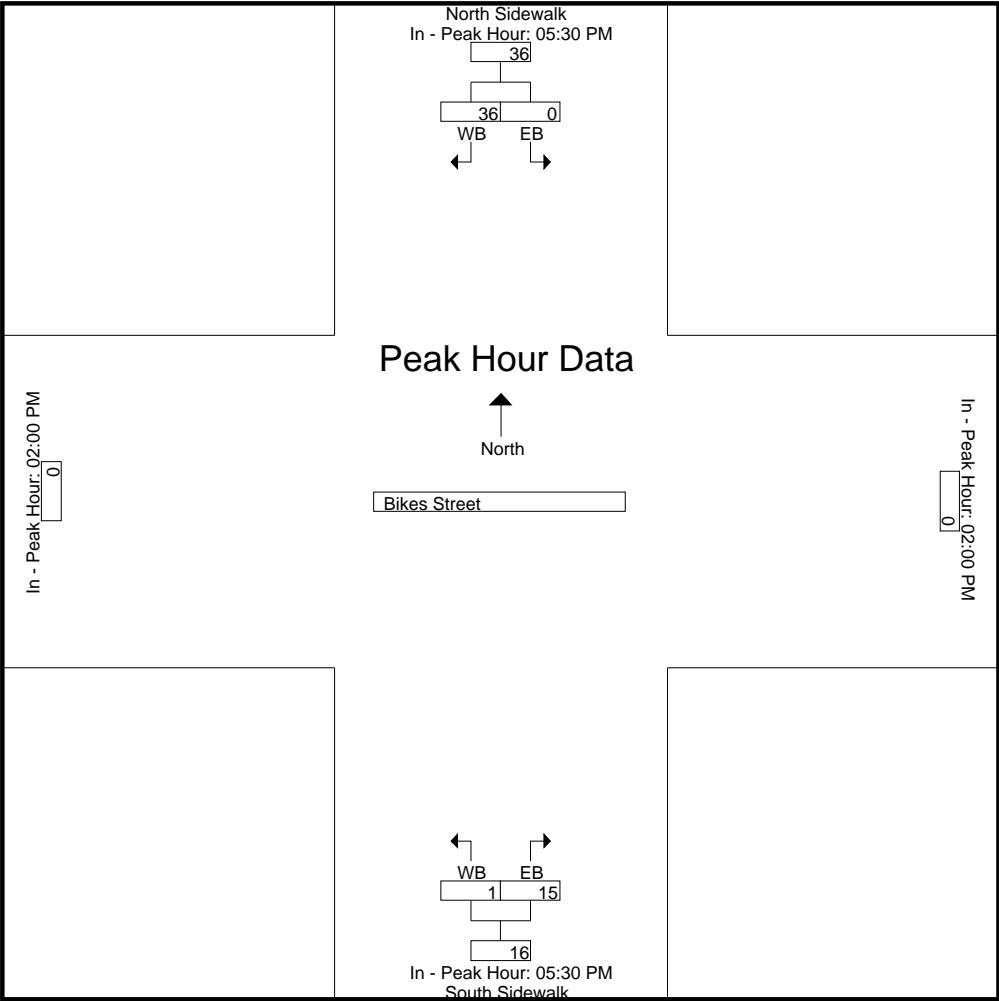 North Sidewalk
In - Peak Hour: 05:30 PM
36
36 0
WB EB
Peak Hour Data
North
In - Peak Hour: 02:00 PM
0
Bikes Street
0
In - Peak Hour: 02:00 PM
WB EB
1 15
16
In - Peak Hour: 05:30 PM
South Sidewalk